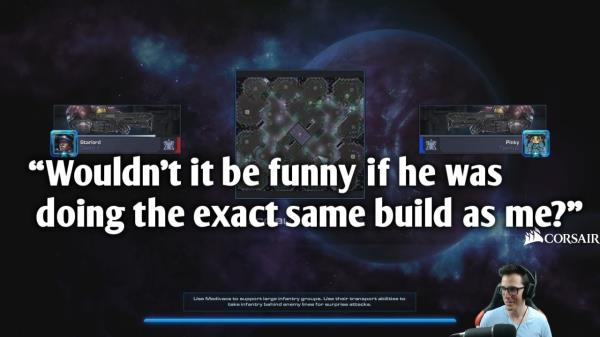 Starlord
Pinky
“Wouldn’t it be funny if he was
doing the exact same build as me?”
CORSAIR
Use Medivacs to support large infantry groups. Use their transport abilities to
take infantry behind enemy lines for surprise attacks.